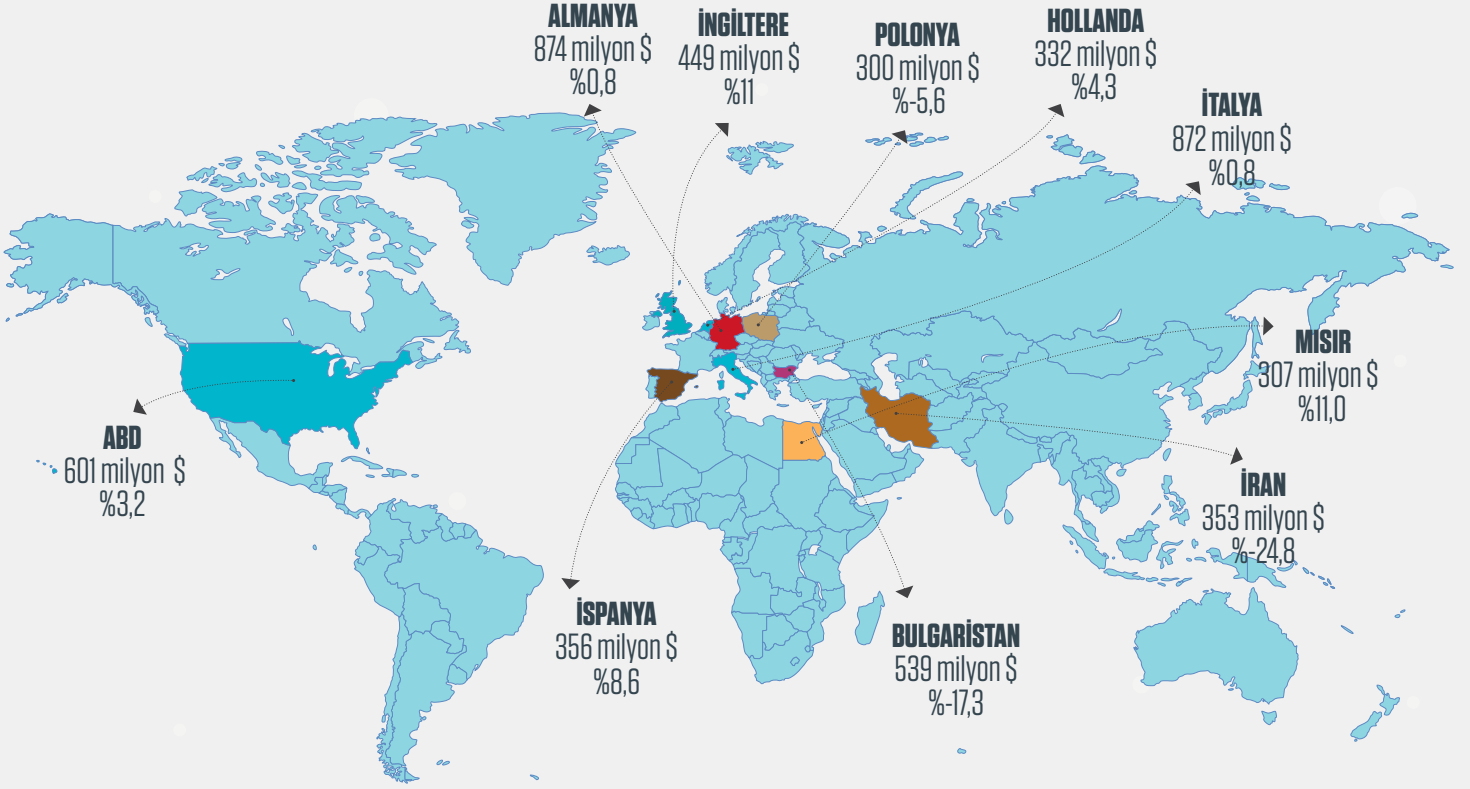 ALMANYA
874 milyon $
%0,8
İNGİLTERE
449 milyon $
%11
POLONYA
300 milyon $
%-5,6
HOLLANDA
332 milyon $
%4,3
İTALYA
872 milyon $
%0,8
MISIR
307 milyon $
%11,0
ABD
601 milyon $
%3,2
İRAN
353 milyon $
%-24,8
İSPANYA
356 milyon $
%8,6
BULGARİSTAN
539 milyon $
%-17,3